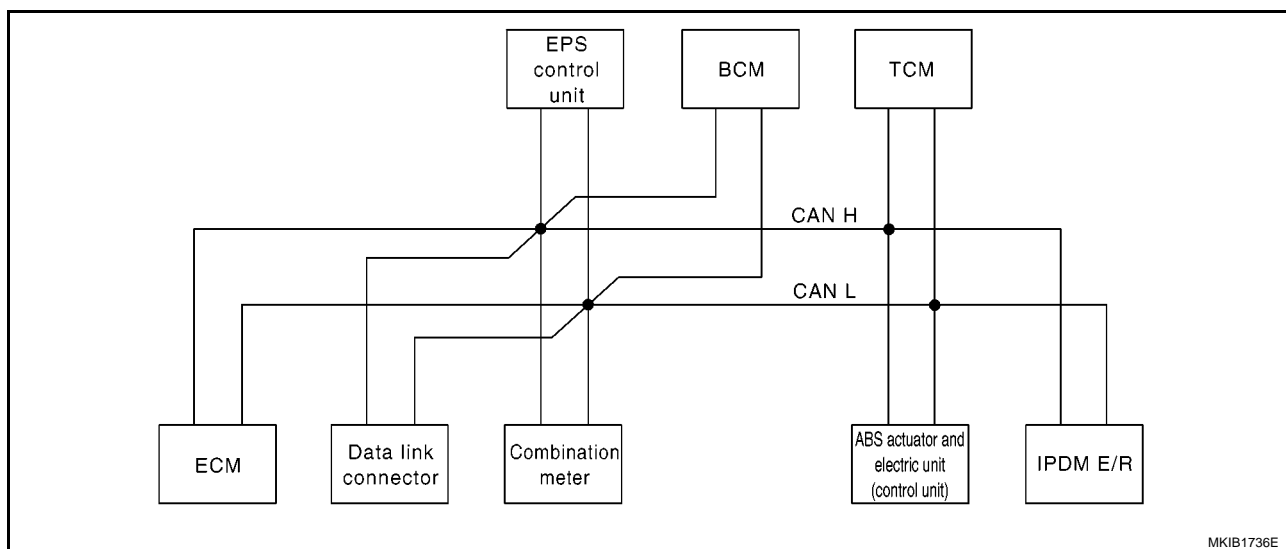 EPS
control
unit
BCM
TCM
CAN H
CAN L
ECM
Data link
connector
Combination
meter
ABS actuator and
electric unit
(control unit)
IPDM E/R
MKIB1736E